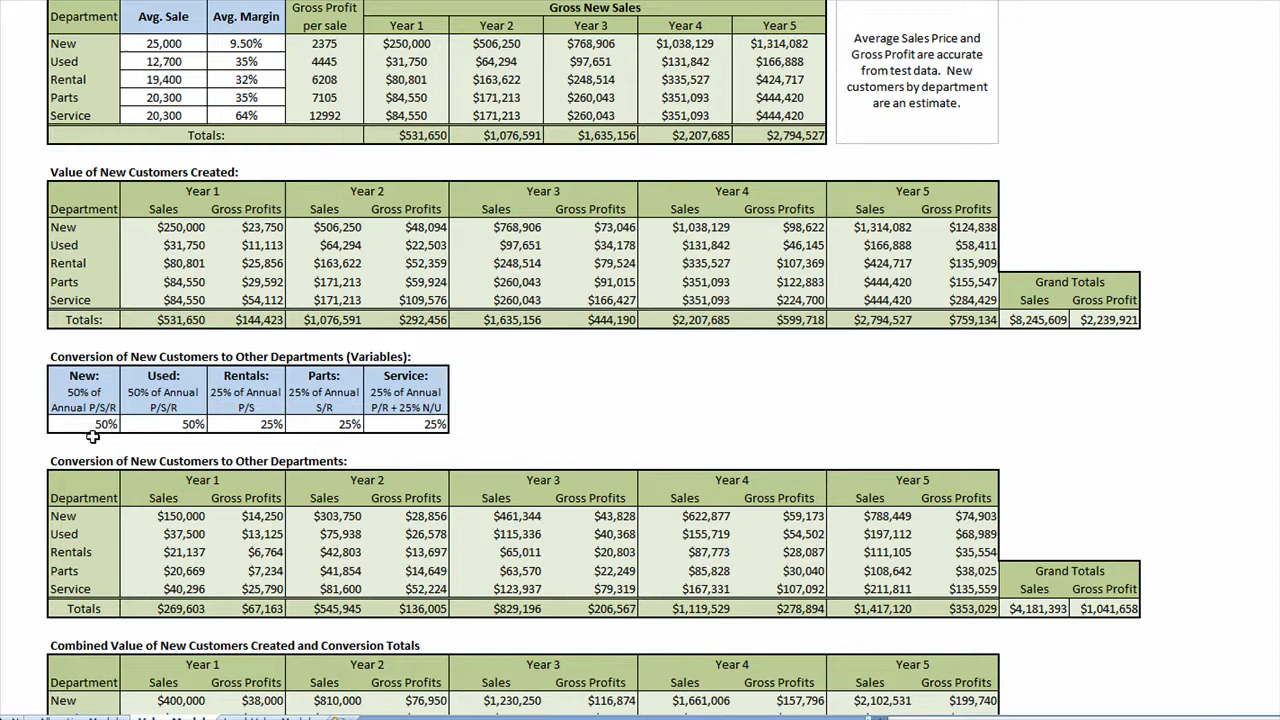 Department Avg. Sale Avg. Margin Gross Profit per sale Gross New Sales
Year 1 Year 2 Year 3 Year 4 Year 5
New 25,000 9.50% 2375 $250,000 $506,250 $768,906 $1,038,129 $1,314,082
Used 12,700 35% 4445 $31,750 $64,294 $97,651 $131,842 $166,888
Rental 19,400 32% 6208 $80,801 $163,622 $248,514 $335,527 $424,717
Parts 20,300 35% 7105 $84,550 $171,213 $260,043 $351,093 $444,420
Service 20,300 64% 12992 $84,550 $171,213 $260,043 $351,093 $444,420
Totals: $531,650 $1,076,591 $1,635,156 $2,207,685 $2,794,527
Average Sales Price and
Gross Profit are accurate
from test data. New
customers by department
are an estimate.
Value of New Customers Created:
Year 1 Year 2 Year 3 Year 4 Year 5
Department Sales Gross Profits Sales Gross Profits Sales Gross Profits Sales Gross Profits Sales Gross Profits
New $250,000 $23,750 $506,250 $48,094 $768,906 $73,046 $1,038,129 $98,622 $1,314,082 $124,838
Used $31,750 $11,113 $64,294 $22,503 $97,651 $34,178 $131,842 $46,145 $166,888 $58,411
Rental $80,801 $25,856 $163,622 $52,359 $248,514 $79,524 $335,527 $107,369 $424,717 $135,909
Parts $84,550 $29,592 $171,213 $59,924 $260,043 $91,015 $351,093 $122,883 $444,420 $155,547 Grand Totals
Service $84,550 $54,112 $171,213 $109,576 $260,043 $166,427 $351,093 $224,700 $444,420 $284,429 Sales Gross Profit
Totals: $531,650 $144,423 $1,076,591 $292,456 $1,635,156 $444,190 $2,207,685 $599,718 $2,794,527 $759,134 $8,245,609 $2,239,921
Conversion of New Customers to Other Departments (Variables):
New: Used: Rentals: Parts: Service:
50% of 50% of Annual 25% of Annual 25% of Annual 25% of Annual
Annual P/S/R P/S/R P/S S/R P/R + 25% N/U
50% 50% 25% 25% 25%
Conversion of New Customers to Other Departments:
Year 1 Year 2 Year 3 Year 4 Year 5
Department Sales Gross Profits Sales Gross Profits Sales Gross Profits Sales Gross Profits Sales Gross Profits
New $150,000 $14,250 $303,750 $28,856 $461,344 $43,828 $622,877 $59,173 $788,449 $74,903
Used $37,500 $13,125 $75,938 $26,578 $115,336 $40,368 $155,719 $54,502 $197,112 $68,989
Rentals $21,137 $6,764 $42,803 $13,697 $65,011 $20,803 $87,773 $28,087 $111,105 $35,554
Parts $20,669 $7,234 $41,854 $14,649 $63,570 $22,249 $85,828 $30,040 $108,642 $38,025 Grand Totals
Service $40,296 $25,790 $81,600 $52,224 $123,937 $79,319 $167,331 $107,092 $211,811 $135,559 Sales Gross Profit
Totals $269,603 $67,163 $545,945 $136,005 $829,196 $206,567 $1,119,529 $278,894 $1,417,120 $353,029 $4,181,393 $1,041,658
Combined Value of New Customers Created and Conversion Totals
Year 1 Year 2 Year 3 Year 4 Year 5
Department Sales Gross Profits Sales Gross Profits Sales Gross Profits Sales Gross Profits Sales Gross Profits
New $400,000 $38,000 $810,000 $76,950 $1,230,250 $116,874 $1,661,006 $157,796 $2,102,531 $199,740